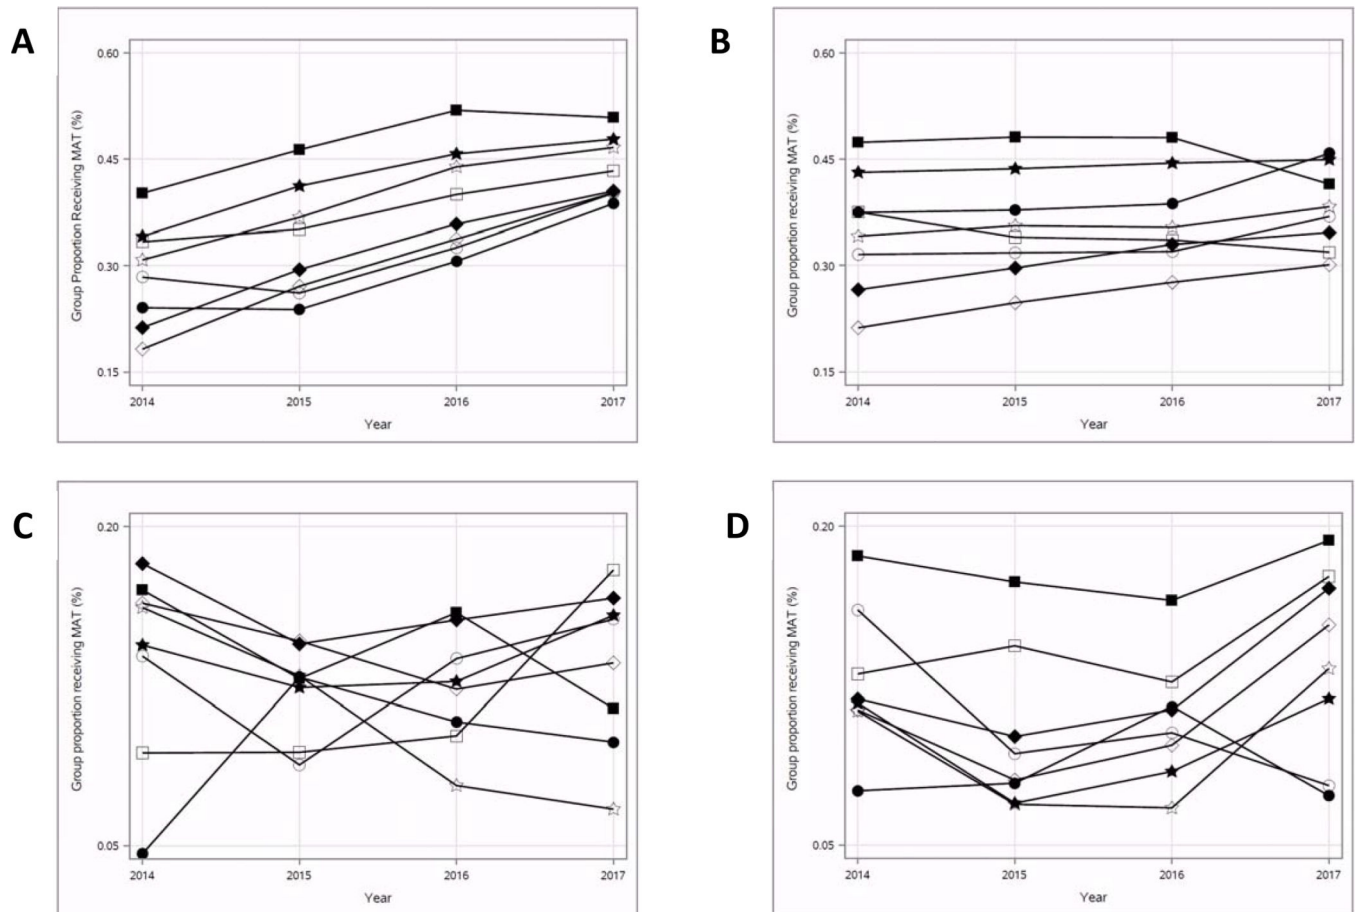 A
Group Proportion Receiving MAT (%)
0.60
0.45
0.30
0.15
2014 2015 2016 2017
Year
B
Group proportion receiving MAT (%)
0.60
0.45
0.30
0.15
2014 2015 2016 2017
Year
C
Group proportion receiving MAT (%)
0.20
0.05
2014 2015 2016 2017
Year
D
Group proportion receiving MAT (%)
0.20
0.05
2014 2015 2016 2017
Year